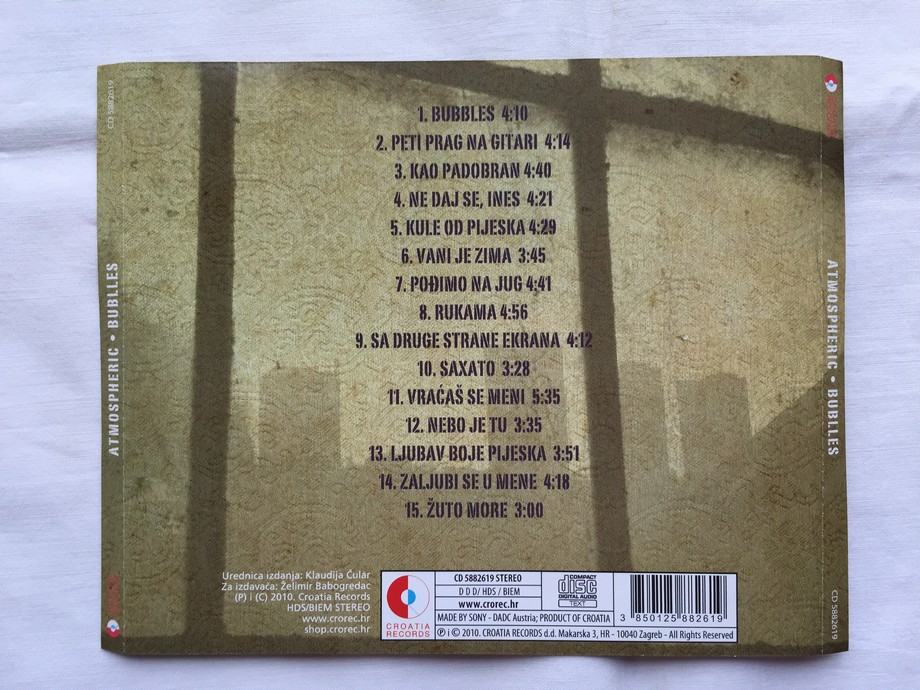 CD 5882619
1. BUBBLES 4:10
2. PETI PRAG NA GITARI 4:14
3. KAO PADOBRAN 4:40
4. NE DAJ SE, INES 4:21
5. KULE OD PIJESKA 4:29
6. VANI JE ZIMA 3:45
7. POĐIMO NA JUG 4:41
8. RUKAMA 4:56
9. SA DRUGE STRANE EKRANA 4:12
10. SAXATO 3:28
11. VRAĆAŠ SE MENI 5:35
12. NEBO JE TU 3:35
13. LJUBAV BOJE PIJESKA 3:51
14. ZALJUBI SE U MENE 4:18
15. ŽUTO MORE 3:00
ATMOSPHERIC • BUBLLES
ATMOSPHERIC • BUBLLES
Urednica izdanja: Klaudija Čular
Za izdavača: Želimir Babogredac
(P) i (C) 2010. Croatia Records
HDS/BIEM STEREO
www.crorec.hr
shop.crorec.hr
CROATIA
RECORDS
CD 5882619 STEREO
D D D/ HDS / BIEM
www.crorec.hr
MADE BY SONY - DADC Austria; PRODUCT OF CROATIA
COMPACT
disc
DIGITAL AUDIO
TEXT
3 850125 882619
Ⓟ i © 2010. CROATIA RECORDS d.d. Makarska 3, HR - 10040 Zagreb - All Rights Reserved
CD 5882619